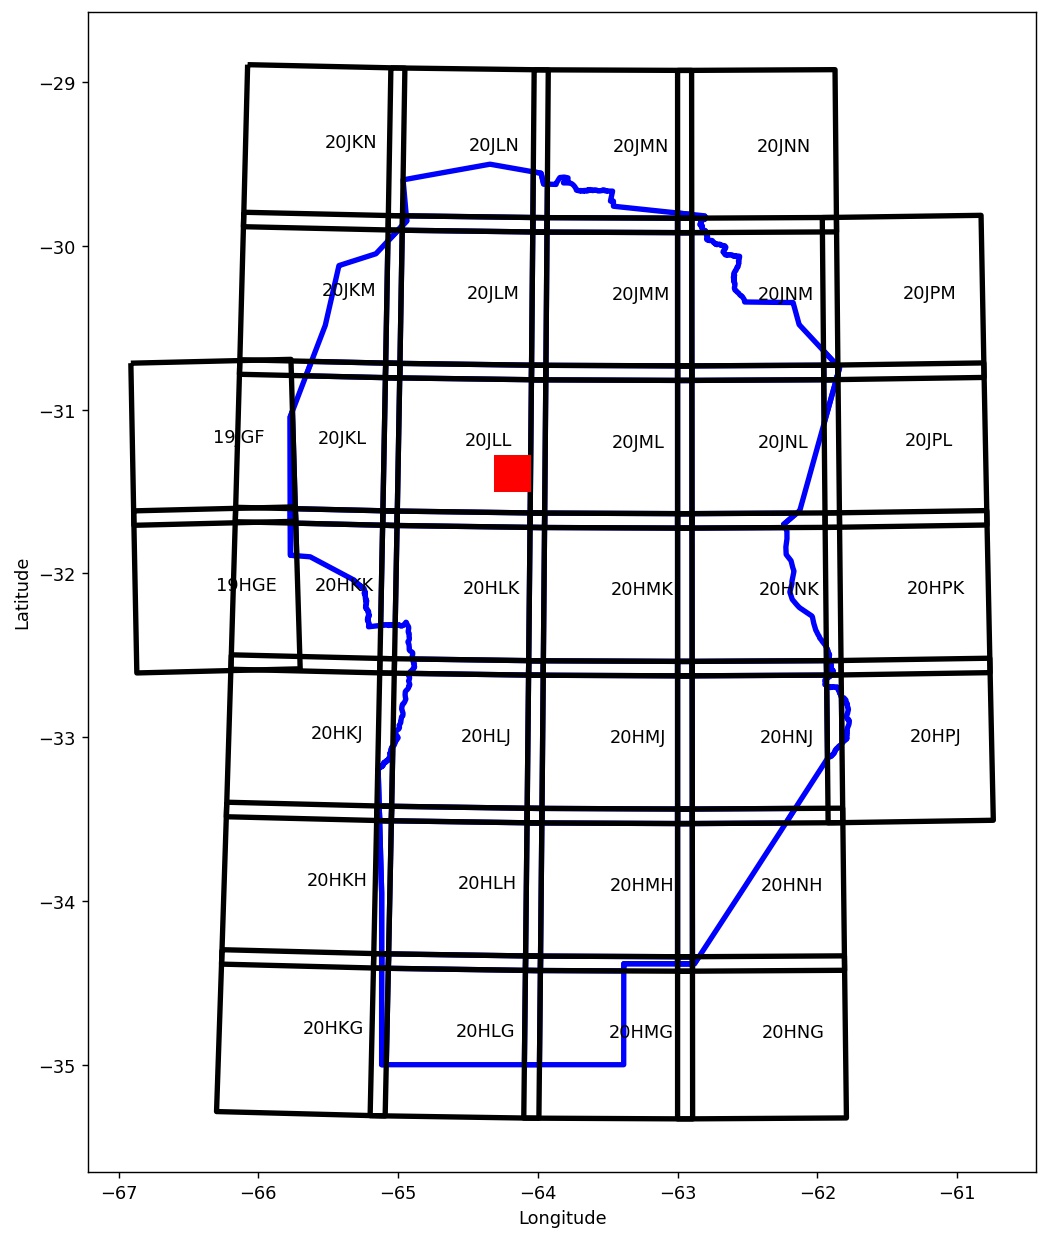 −29
20JKN 20JLN 20JMN 20JNN
−30
20JKM 20JLM 20JMM 20JNM 20JPM
−31
19JGF 20JKL 20JLL 20JML 20JNL 20JPL
−32
19HGE 20HKK 20HLK 20HMK 20HNK 20HPK
−33
20HKJ 20HLJ 20HMJ 20HNJ 20HPJ
−34
20HKH 20HLH 20HMH 20HNH
−35
20HKG 20HLG 20HMG 20HNG
Latitude
−67 −66 −65 −64 −63 −62 −61
Longitude